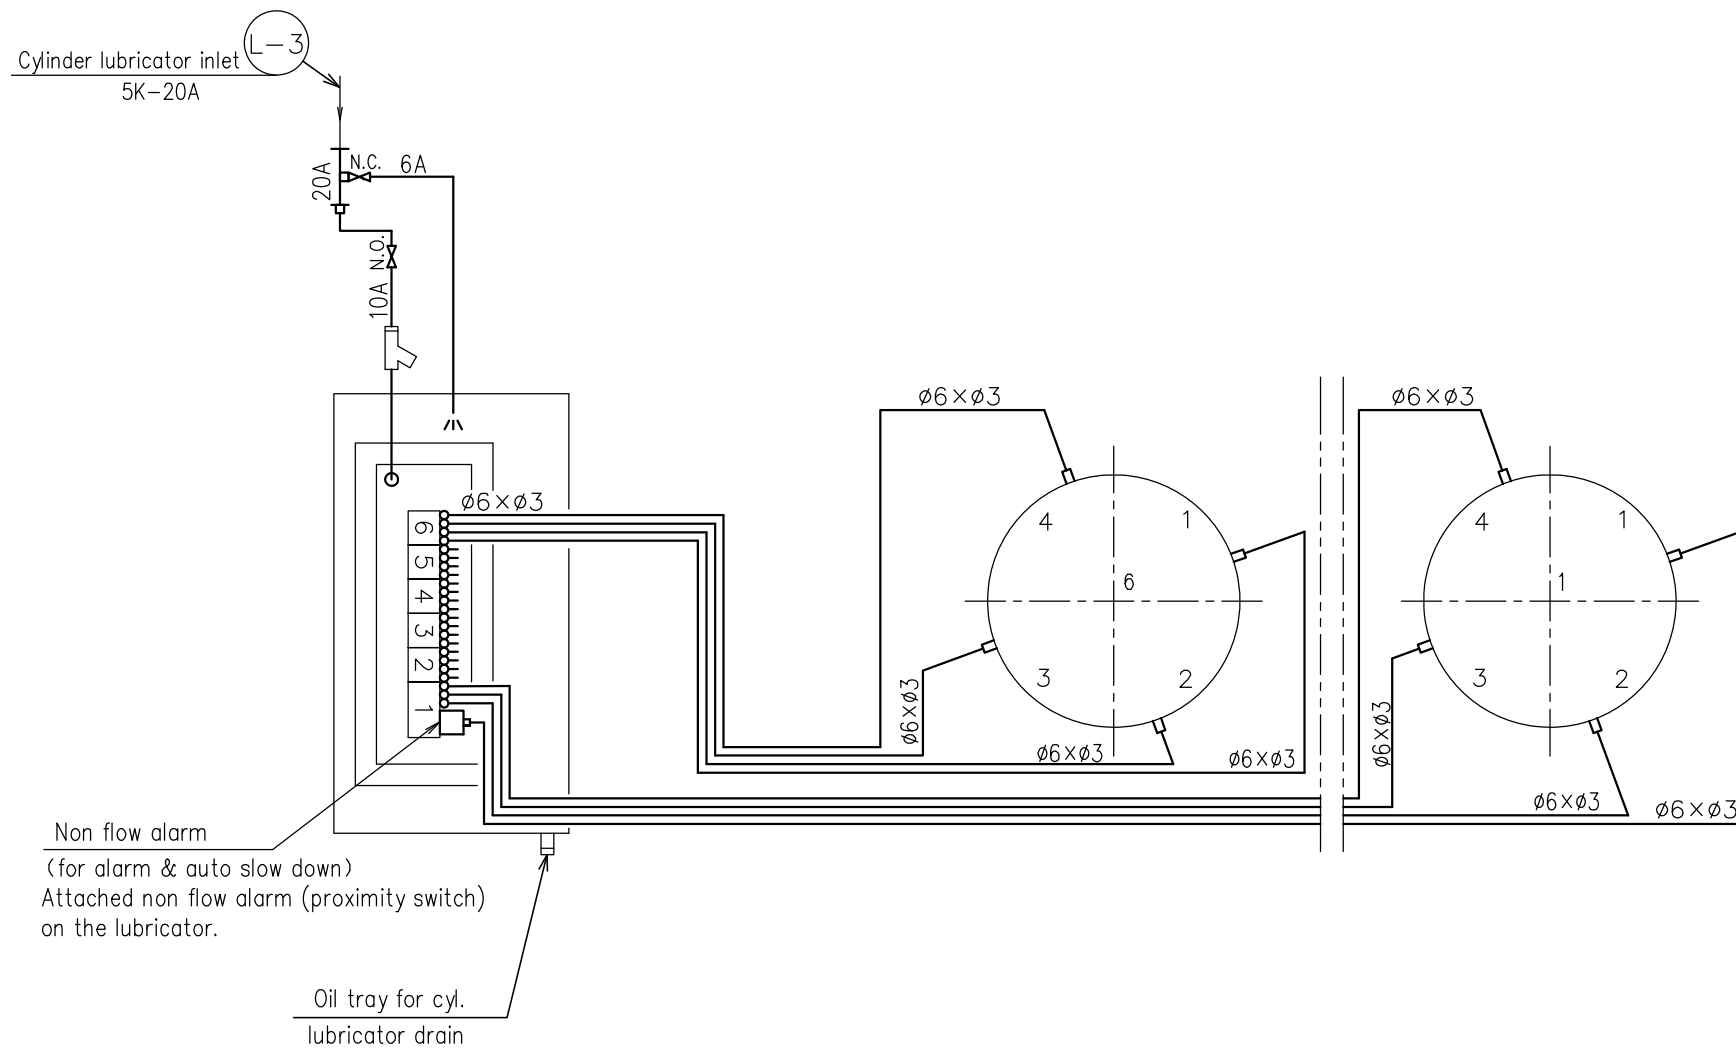 L-3
Cylinder lubricator inlet
5K-20A
N.C. 6A
20A
N.O.
10A
ø6×ø3 ø6×ø3
ø6×ø3
6
5
4
3
2
1
4 1
6
3 2
4 1
1
3 2
ø6×ø3
ø6×ø3
ø6×ø3
ø6×ø3
ø6×ø3
ø6×ø3
Non flow alarm
(for alarm & auto slow down)
Attached non flow alarm (proximity switch)
on the lubricator.
Oil tray for cyl.
lubricator drain